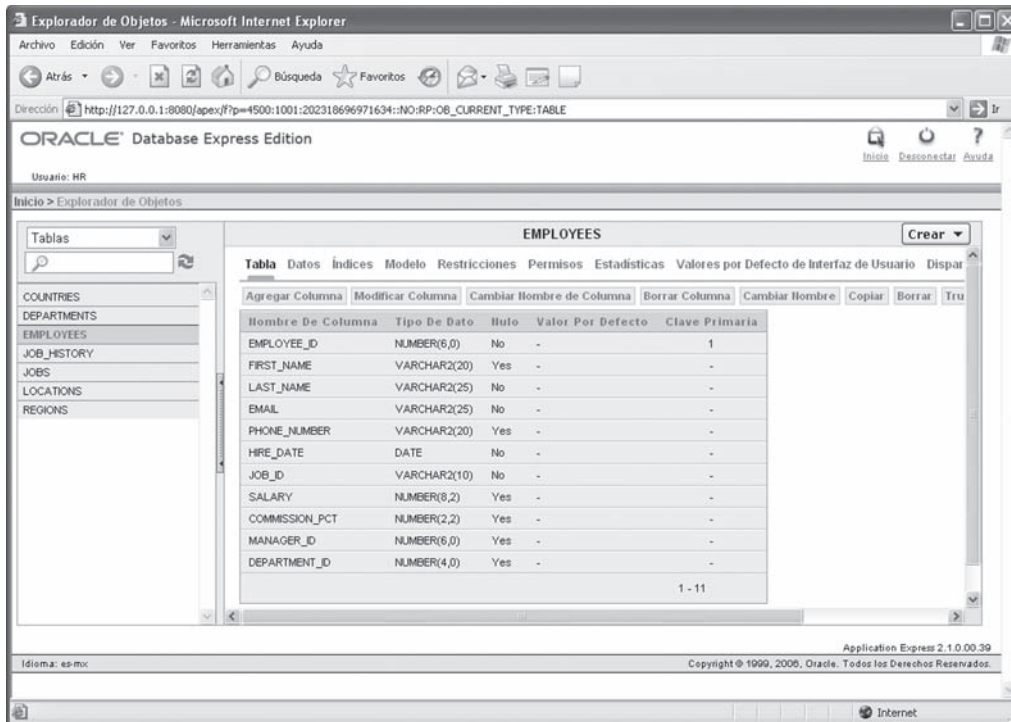 Explorador de Objetos - Microsoft Internet Explorer
Archivo Edición Ver Favoritos Herramientas Ayuda
Atrás Búsqueda Favoritos
Dirección http://127.0.0.1:8080/apex/f?p=4500:1001:202318696971634::NO:RP:OB_CURRENT_TYPE:TABLE Ir
ORACLE Database Express Edition
Inicio Desconectar Ayuda
Usuario: HR
Inicio > Explorador de Objetos
Tablas
COUNTRIES
DEPARTMENTS
EMPLOYEES
JOB_HISTORY
JOBS
LOCATIONS
REGIONS
EMPLOYEES Crear
Tabla Datos Índices Modelo Restricciones Permisos Estadísticas Valores por Defecto de Interfaz de Usuario Dispar
Agregar Columna Modificar Columna Cambiar Nombre de Columna Borrar Columna Cambiar Nombre Copiar Borrar Tru
Nombre De Columna Tipo De Dato Nulo Valor Por Defecto Clave Primaria
EMPLOYEE_ID NUMBER(6,0) No - 1
FIRST_NAME VARCHAR2(20) Yes - -
LAST_NAME VARCHAR2(25) No - -
EMAIL VARCHAR2(25) No - -
PHONE_NUMBER VARCHAR2(20) Yes - -
HIRE_DATE DATE No - -
JOB_ID VARCHAR2(10) No - -
SALARY NUMBER(8,2) Yes - -
COMMISSION_PCT NUMBER(2,2) Yes - -
MANAGER_ID NUMBER(6,0) Yes - -
DEPARTMENT_ID NUMBER(4,0) Yes - -
1 - 11
Application Express 2.1.0.00.39
Idioma: es-mx Copyright © 1999, 2006, Oracle. Todos los Derechos Reservados.
Internet